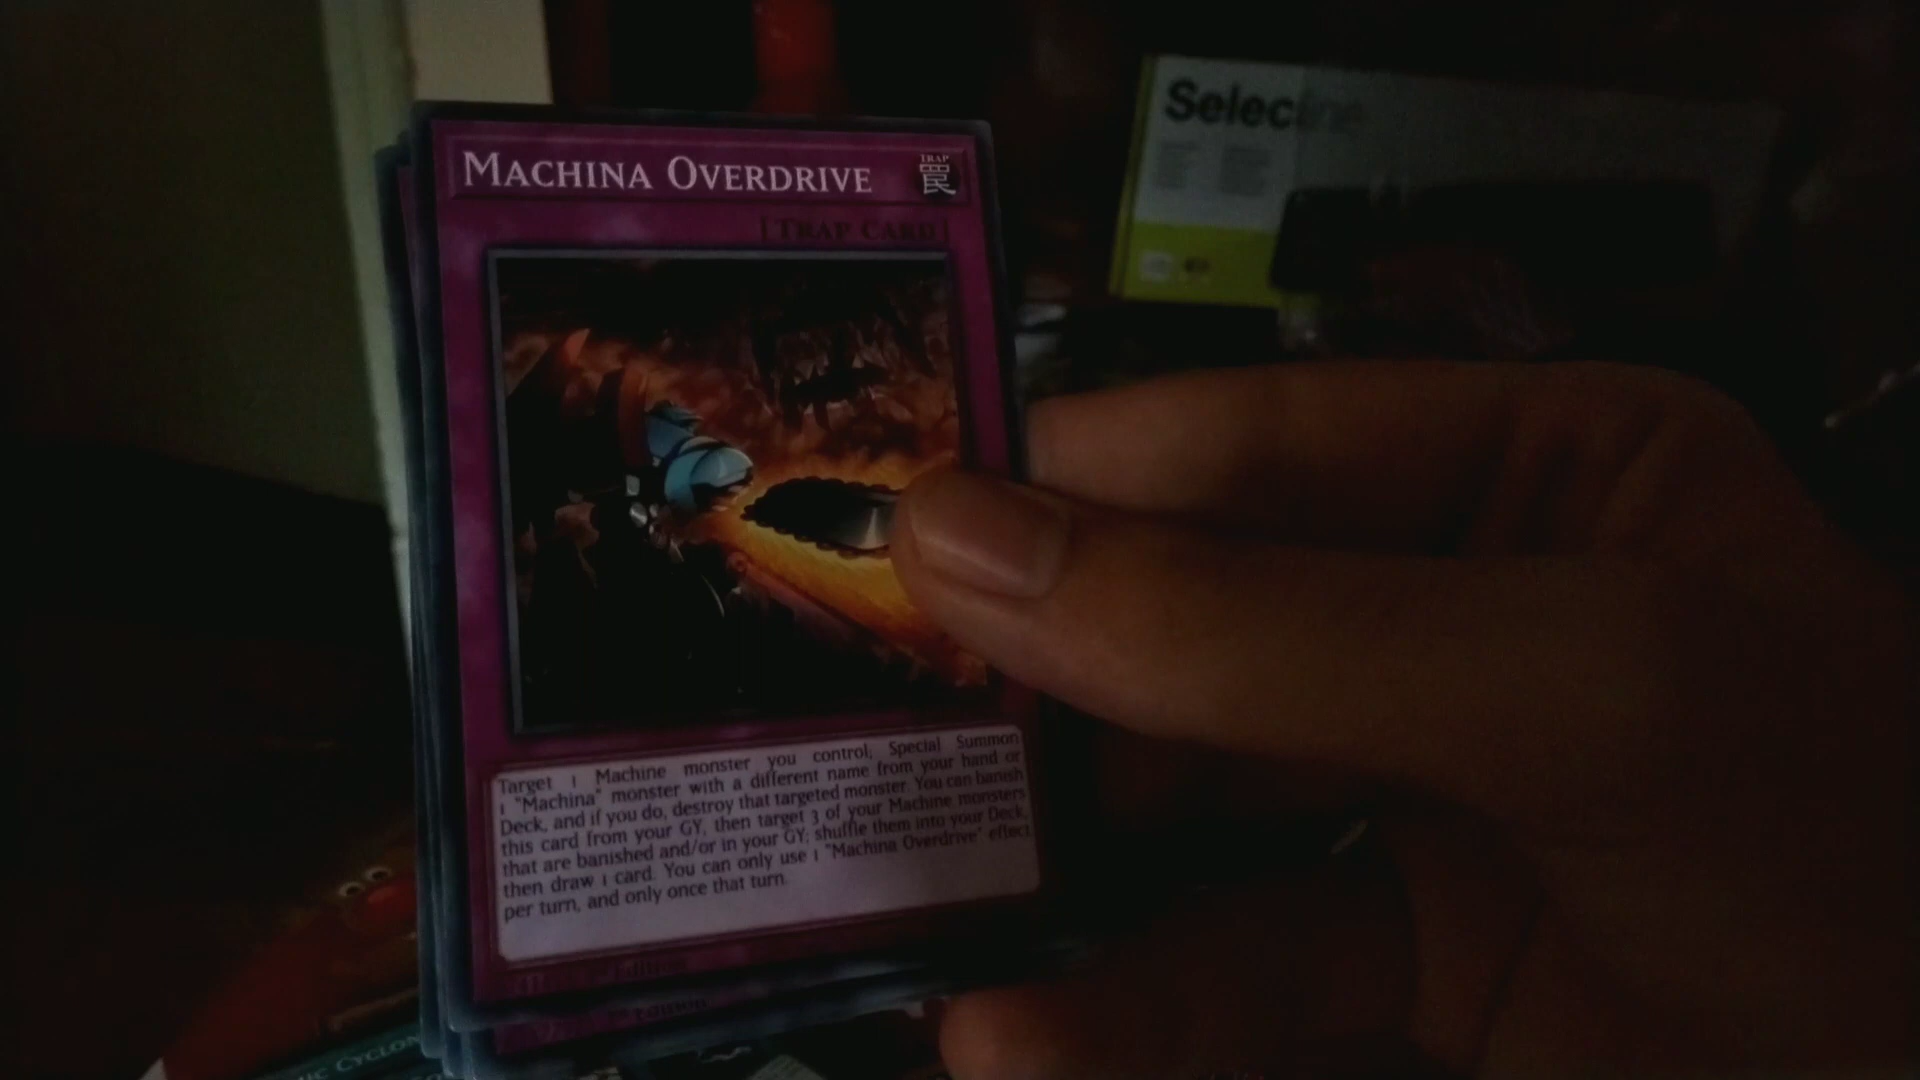 Selecline
MACHINA OVERDRIVE
TRAP
罠
[TRAP CARD]
Target 1 Machine monster you control; Special Summon
1 "Machina" monster with a different name from your hand or
Deck, and if you do, destroy that targeted monster. You can banish
this card from your GY, then target 3 of your Machine monsters
that are banished and/or in your GY; shuffle them into your Deck,
then draw 1 card. You can only use 1 "Machina Overdrive" effect
per turn, and only once that turn.
Edition
Edition
CYCLON